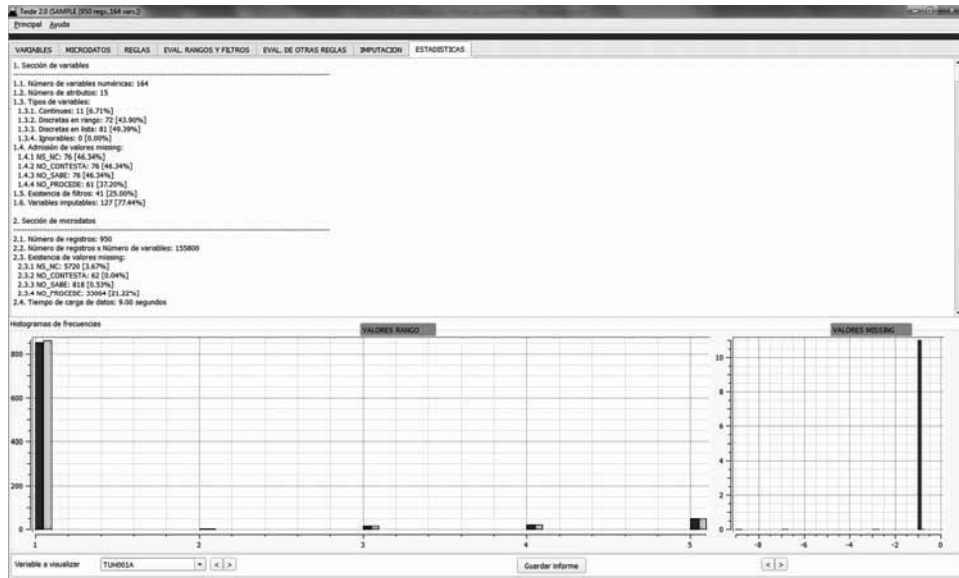 Teide 2.0 (SAMPLE [950 regs.,164 vars.])
Principal Ayuda
VARIABLES MICRODATOS REGLAS EVAL. RANGOS Y FILTROS EVAL. DE OTRAS REGLAS IMPUTACION ESTADISTICAS
1. Sección de variables
1.1. Número de variables numéricas: 164
1.2. Número de atributos: 15
1.3. Tipos de variables:
1.3.1. Continuas: 11 [6.71%]
1.3.2. Discretas en rango: 72 [43.90%]
1.3.3. Discretas en lista: 81 [49.39%]
1.3.4. Ignorables: 0 [0.00%]
1.4. Admisión de valores missing:
1.4.1 NS_NC: 76 [46.34%]
1.4.2 NO_CONTESTA: 76 [46.34%]
1.4.3 NO_SABE: 76 [46.34%]
1.4.4 NO_PROCEDE: 61 [37.20%]
1.5. Existencia de filtros: 41 [25.00%]
1.6. Variables imputables: 127 [77.44%]
2. Sección de microdatos
2.1. Número de registros: 950
2.2. Número de registros x Número de variables: 155800
2.3. Existencia de valores missing:
2.3.1 NS_NC: 5720 [3.67%]
2.3.2 NO_CONTESTA: 62 [0.04%]
2.3.3 NO_SABE: 818 [0.53%]
2.3.4 NO_PROCEDE: 33064 [21.22%]
2.4. Tiempo de carga de datos: 9.00 segundos
Histogramas de frecuencias
VALORES RANGO
VALORES MISSING
800
600
400
200
0
1 2 3 4 5
10
8
6
4
2
0
-8 -6 -4 -2 0
Variable a visualizar TUH001A < > Guardar informe < >